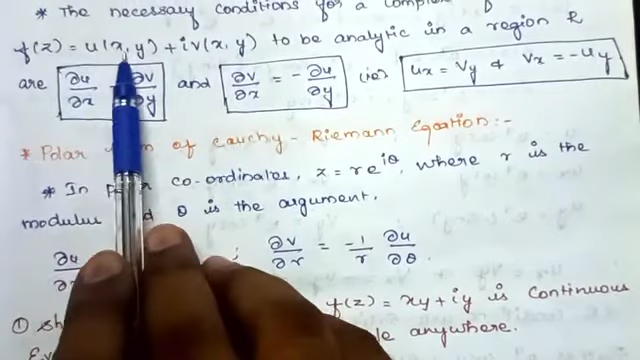 * The necessary conditions for a complex
f(z) = u(x, y) + i v(x, y) to be analytic in a region R
are ∂u/∂x ∂v/∂y and ∂v/∂x = -∂u/∂y (ie) ux = vy & vx = -uy
* Polar of Cauchy - Riemann Equation :-
* In co-ordinates, z = re^iθ, where r is the
modulus θ is the argument.
∂u ; ∂v/∂r = -1/r ∂u/∂θ.
① f(z) = xy + iy is continuous
anywhere.